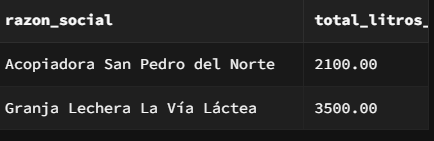 razon_social total_litros_
Acopiadora San Pedro del Norte 2100.00
Granja Lechera La Vía Láctea 3500.00